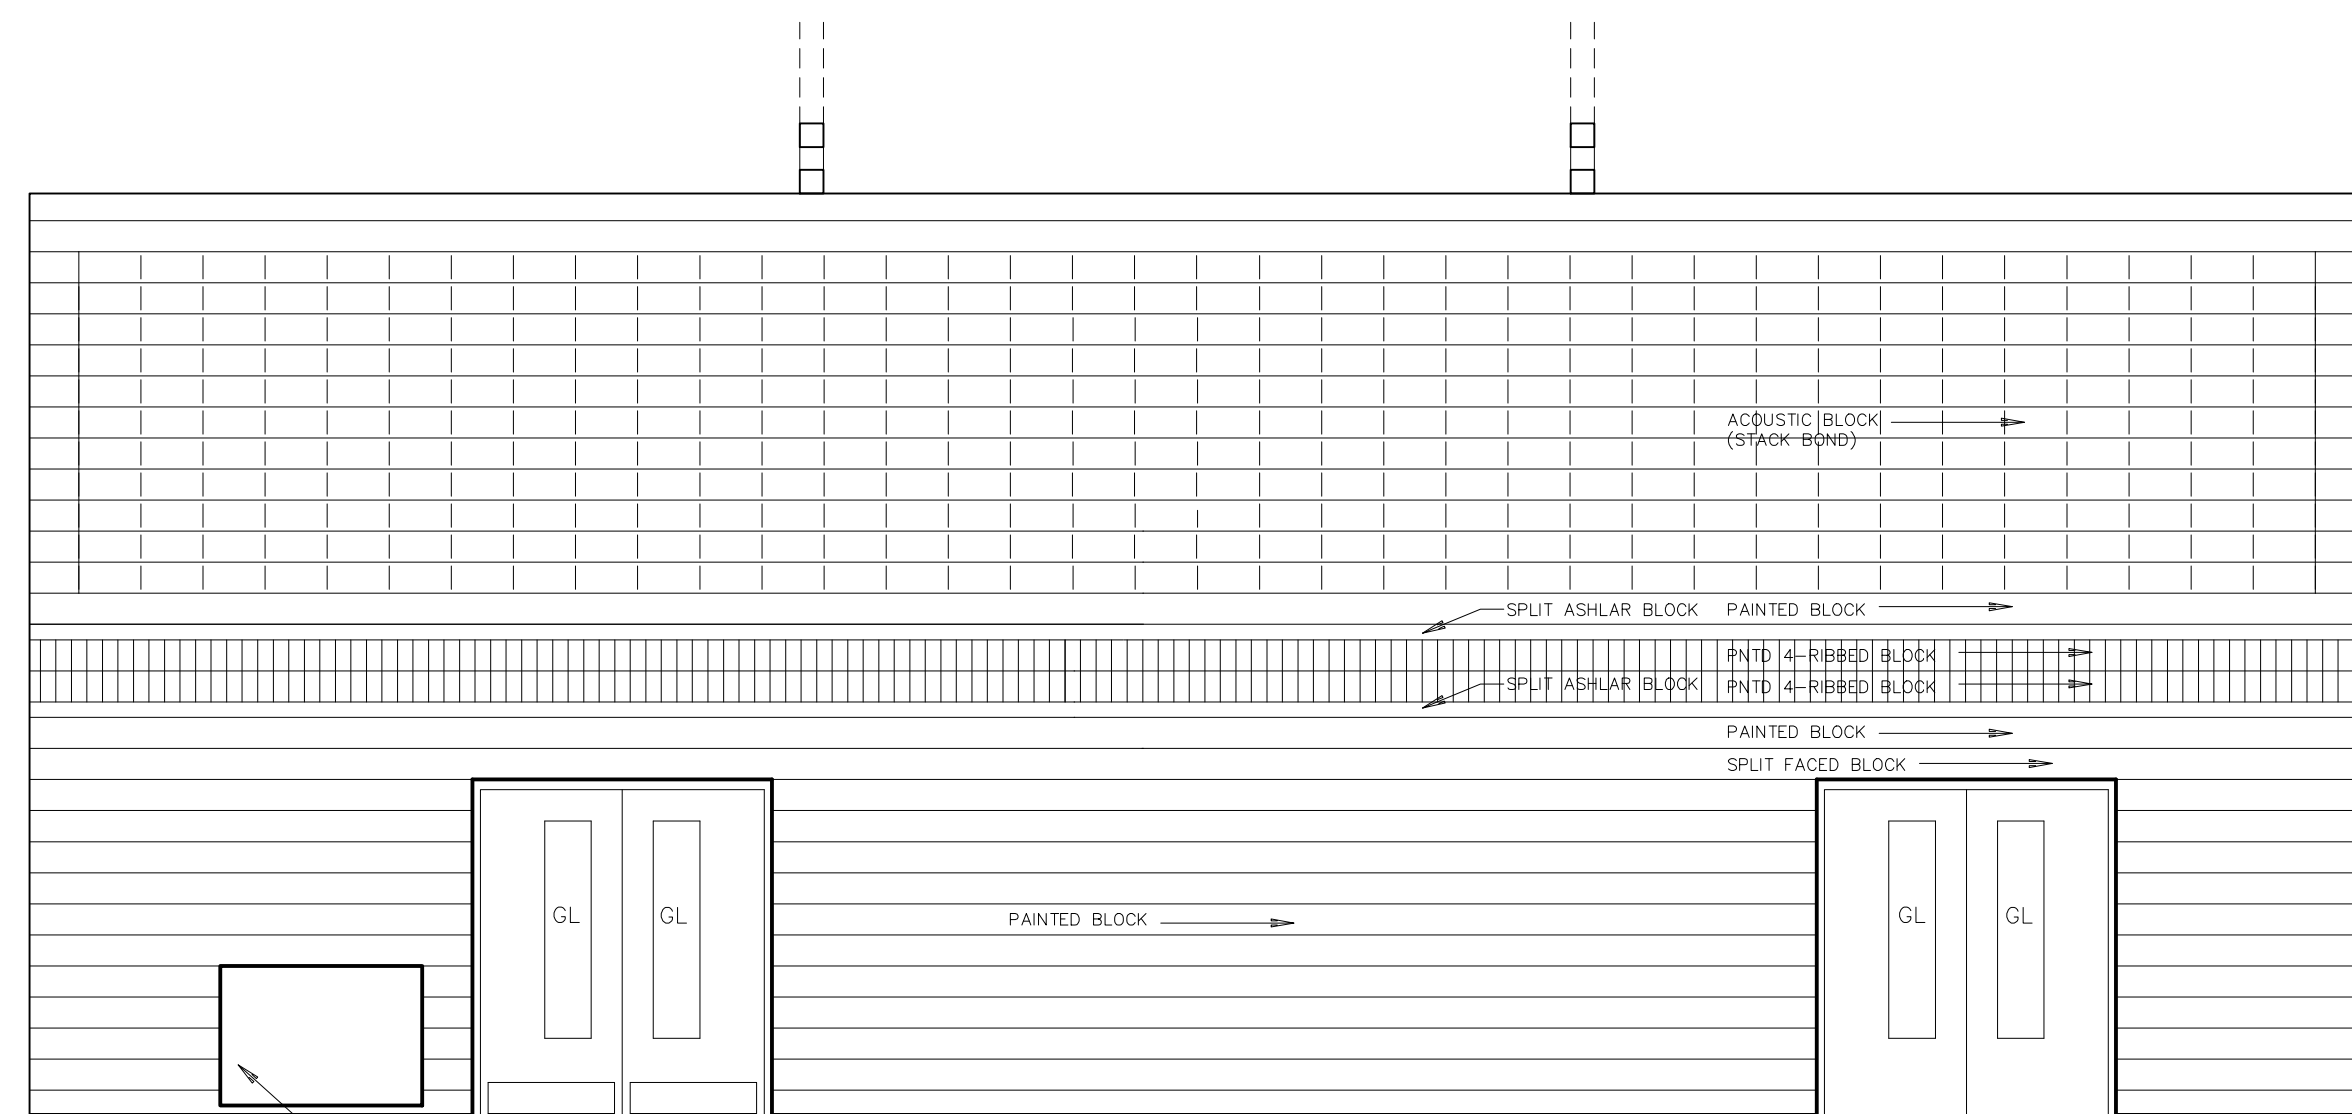 ACOUSTIC BLOCK
(STACK BOND)
SPLIT ASHLAR BLOCK PAINTED BLOCK
PNTD 4-RIBBED BLOCK
SPLIT ASHLAR BLOCK PNTD 4-RIBBED BLOCK
PAINTED BLOCK
SPLIT FACED BLOCK
GL GL GL GL
PAINTED BLOCK